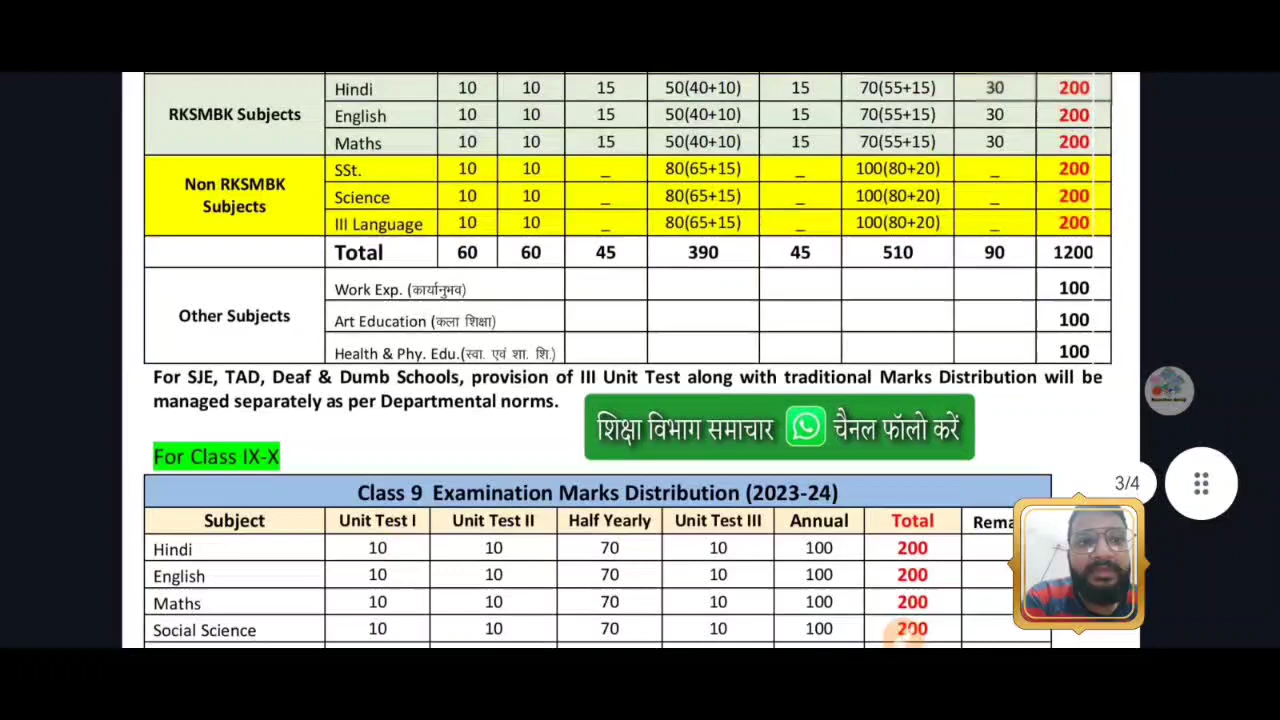 Hindi 10 10 15 50(40+10) 15 70(55+15) 30 200
RKSMBK Subjects English 10 10 15 50(40+10) 15 70(55+15) 30 200
Maths 10 10 15 50(40+10) 15 70(55+15) 30 200
Non RKSMBK Subjects SSt. 10 10 _ 80(65+15) _ 100(80+20) _ 200
Science 10 10 _ 80(65+15) _ 100(80+20) _ 200
III Language 10 10 _ 80(65+15) _ 100(80+20) _ 200
Total 60 60 45 390 45 510 90 1200
Work Exp. (कार्यानुभव) 100
Other Subjects Art Education (कला शिक्षा) 100
Health & Phy. Edu.(स्वा. एवं शा. शि.) 100
For SJE, TAD, Deaf & Dumb Schools, provision of III Unit Test along with traditional Marks Distribution will be
managed separately as per Departmental norms.
शिक्षा विभाग समाचार चैनल फॉलो करें
For Class IX-X
3/4
Class 9 Examination Marks Distribution (2023-24)
Subject Unit Test I Unit Test II Half Yearly Unit Test III Annual Total Rema
Hindi 10 10 70 10 100 200
English 10 10 70 10 100 200
Maths 10 10 70 10 100 200
Social Science 10 10 70 10 100 200